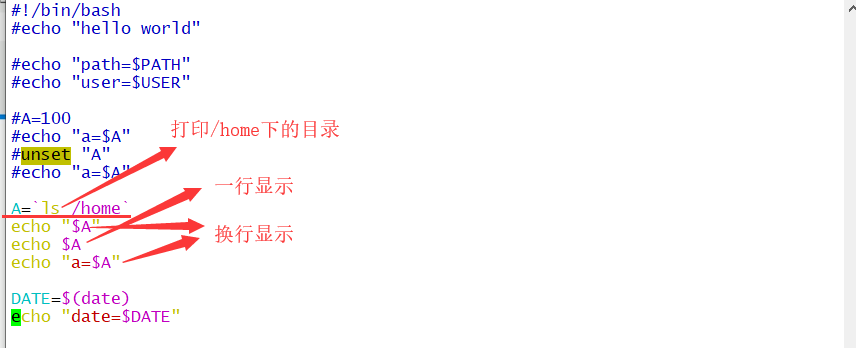 #!/bin/bash
#echo "hello world"
#echo "path=$PATH"
#echo "user=$USER"
#A=100
#echo "a=$A"
打印/home下的目录
#unset "A"
#echo "a=$A"
一行显示
A=`ls /home`
echo "$A"
换行显示
echo $A
echo "a=$A"
DATE=$(date)
echo "date=$DATE"